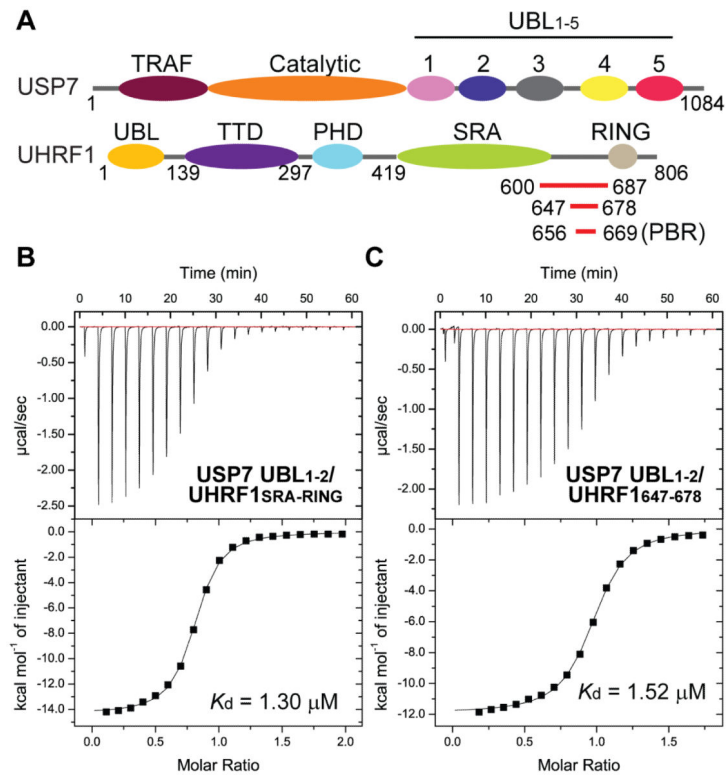 A
UBL1-5
TRAF Catalytic 1 2 3 4 5
USP7
1 1084
UBL TTD PHD SRA RING
UHRF1
1 139 297 419 806
600 687
647 678
656 669 (PBR)
B
Time (min)
0 10 20 30 40 50 60
0.00
-0.50
-1.00
-1.50
-2.00
-2.50
µcal/sec
USP7 UBL1-2/
UHRF1SRA-RING
0.0
-2.0
-4.0
-6.0
-8.0
-10.0
-12.0
-14.0
kcal mol-1 of injectant
Kd = 1.30 µM
0.0 0.5 1.0 1.5 2.0
Molar Ratio
C
Time (min)
0 10 20 30 40 50 60
0.00
-0.50
-1.00
-1.50
-2.00
µcal/sec
USP7 UBL1-2/
UHRF1647-678
0.0
-2.0
-4.0
-6.0
-8.0
-10.0
-12.0
kcal mol-1 of injectant
Kd = 1.52 µM
0.0 0.5 1.0 1.5
Molar Ratio